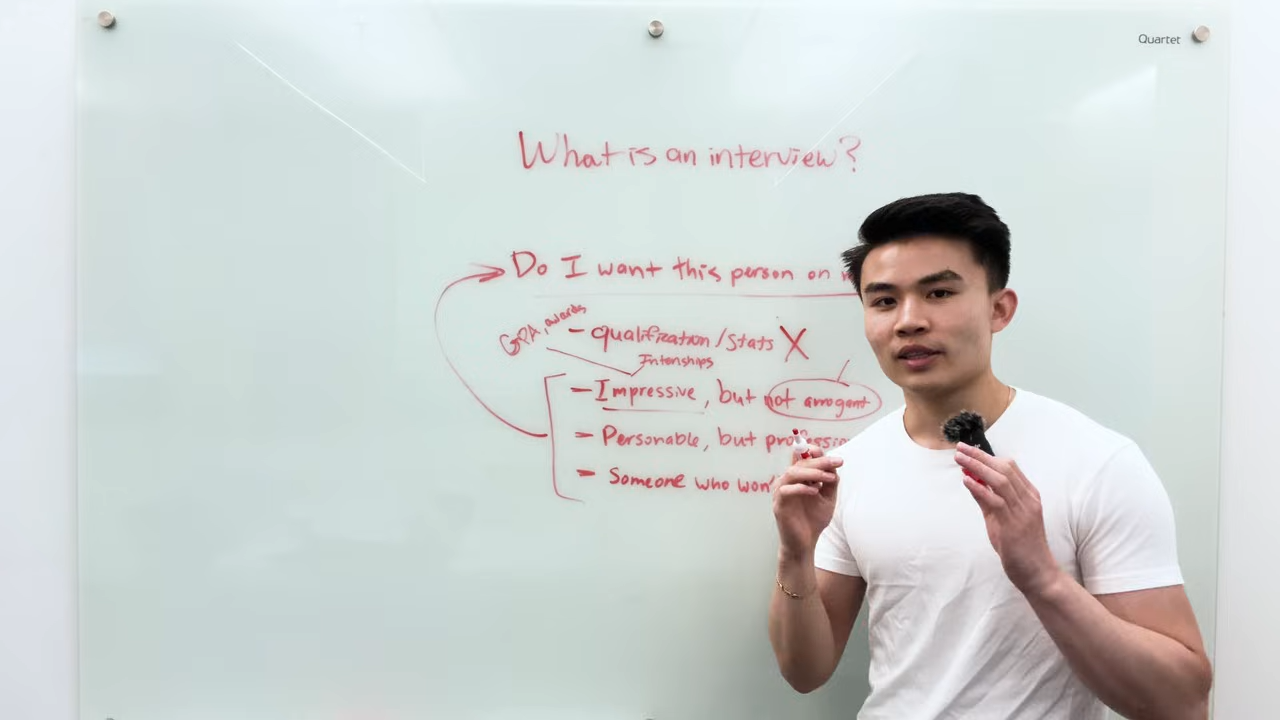 Quartet
What is an interview?
Do I want this person on
GPA, awards
- qualification/Stats X
Internships
- Impressive, but not arrogant
- Personable, but
- Someone who won't